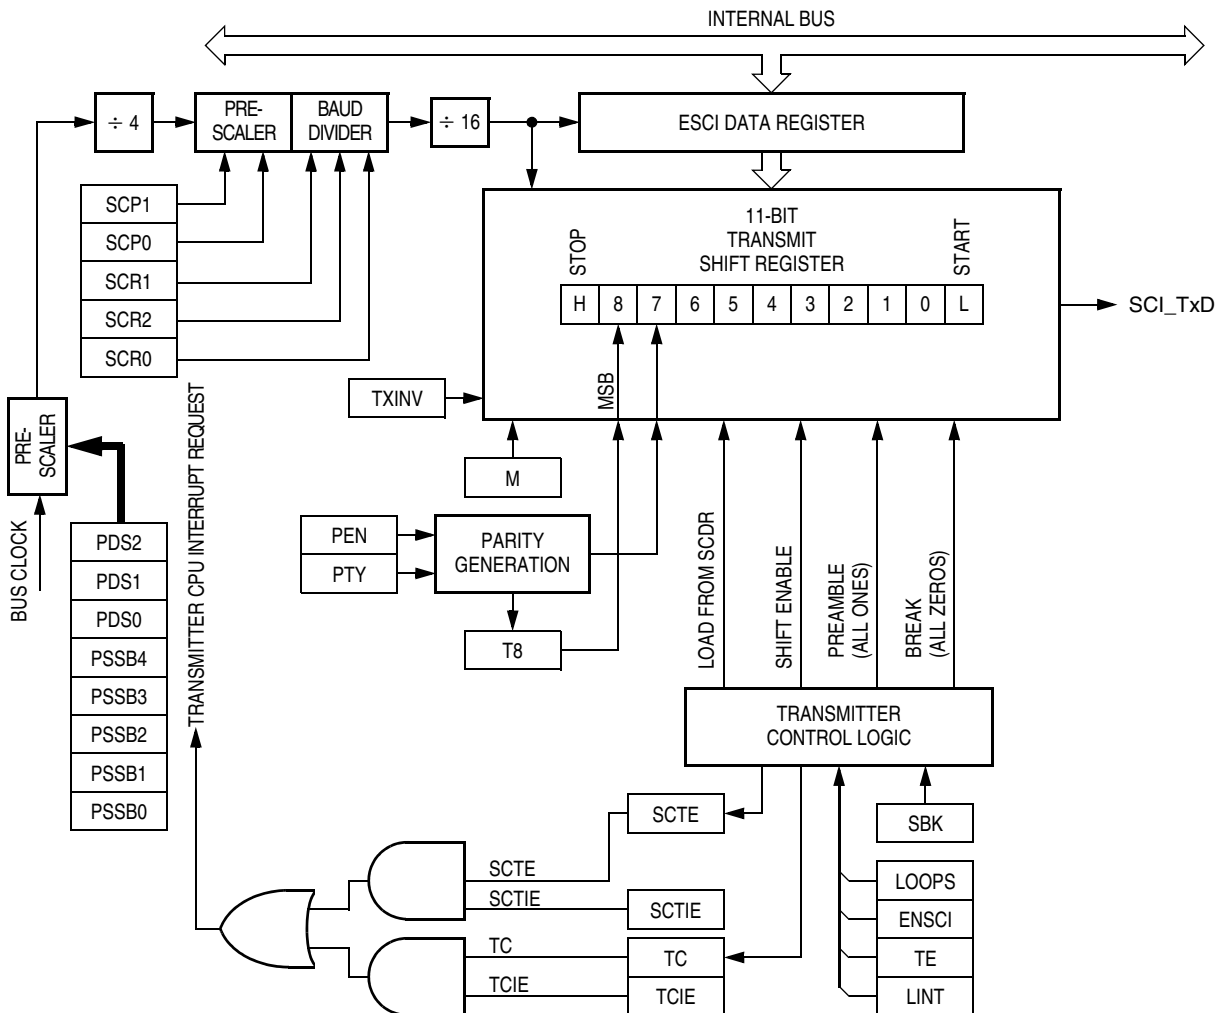 INTERNAL BUS
÷ 4
PRE-
SCALER
BAUD
DIVIDER
÷ 16
ESCI DATA REGISTER
SCP1
SCP0
SCR1
SCR2
SCR0
11-BIT
TRANSMIT
SHIFT REGISTER
STOP
START
H 8 7 6 5 4 3 2 1 0 L
SCI_TxD
MSB
TXINV
M
PRE-
SCALER
BUS CLOCK
PDS2
PDS1
PDS0
PSSB4
PSSB3
PSSB2
PSSB1
PSSB0
TRANSMITTER CPU INTERRUPT REQUEST
PEN
PTY
PARITY
GENERATION
T8
LOAD FROM SCDR
SHIFT ENABLE
PREAMBLE
(ALL ONES)
BREAK
(ALL ZEROS)
TRANSMITTER
CONTROL LOGIC
SCTE
SBK
SCTE
SCTIE
SCTIE
TC
TC
TCIE
TCIE
LOOPS
ENSCI
TE
LINT